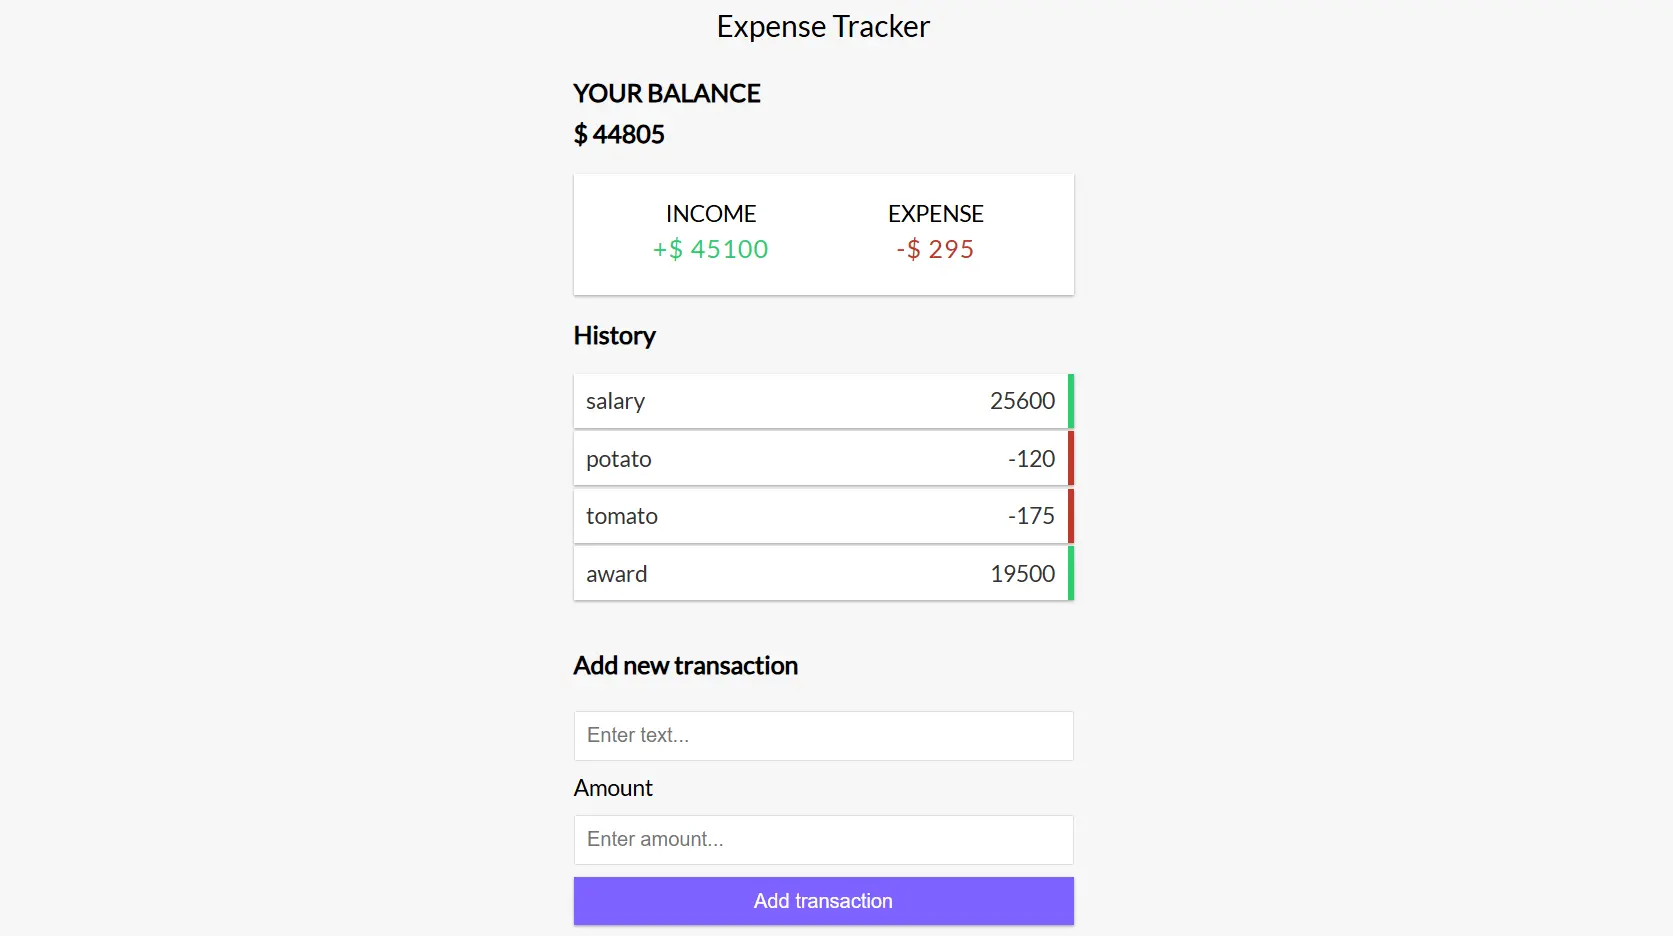 Expense Tracker
YOUR BALANCE
$ 44805
INCOME EXPENSE
+$ 45100 -$ 295
History
salary 25600
potato -120
tomato -175
award 19500
Add new transaction
Enter text...
Amount
Enter amount...
Add transaction